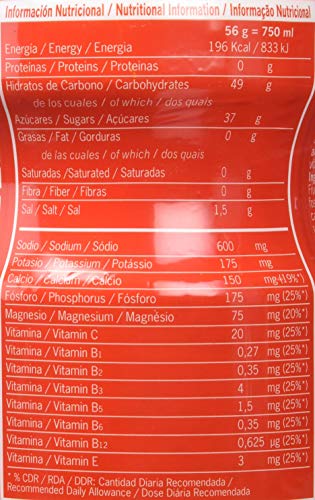 Información Nutricional / Nutritional Information / Informação Nutricional
56 g = 750 ml
Energía / Energy / Energia 196 Kcal / 833 kJ
Proteinas / Proteins / Proteinas 0 g
Hidratos de Carbono / Carbohydrates 49 g
de los cuales / of which / dos quais
Azúcares / Sugars / Açúcares 37 g
Grasas / Fat / Gorduras 0 g
de las cuales / of which / dos quais
Saturadas /Saturated / Saturadas 0 g
Fibra / Fiber / Fibras 0 g
Sal / Salt / Sal 1,5 g
Sodio / Sodium / Sódio 600 mg
Potasio / Potassium / Potássio 175 mg
Calcio / Calcium / Cálcio 150 mg (19%*)
Fósforo / Phosphorus / Fósforo 175 mg (25%*)
Magnesio / Magnesium / Magnèsio 75 mg (20%*)
Vitamina / Vitamin C 20 mg (25%*)
Vitamina / Vitamin B1 0,27 mg (25%*)
Vitamina / Vitamin B2 0,35 mg (25%*)
Vitamina / Vitamin B3 4 mg (25%*)
Vitamina / Vitamin B5 1,5 mg (25%*)
Vitamina / Vitamin B6 0,35 mg (25%*)
Vitamina / Vitamin B12 0,625 µg (25%*)
Vitamina / Vitamin E 3 mg (25%*)
* % CDR / RDA / DDR: Cantidad Diaria Recomendada /
Recommended Daily Allowance / Dose Diária Recomendada